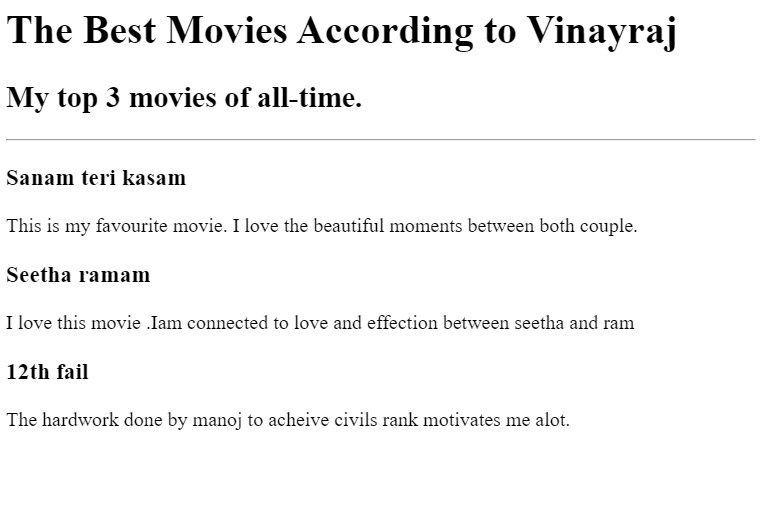 The Best Movies According to Vinayraj
My top 3 movies of all-time.
Sanam teri kasam
This is my favourite movie. I love the beautiful moments between both couple.
Seetha ramam
I love this movie .Iam connected to love and effection between seetha and ram
12th fail
The hardwork done by manoj to acheive civils rank motivates me alot.